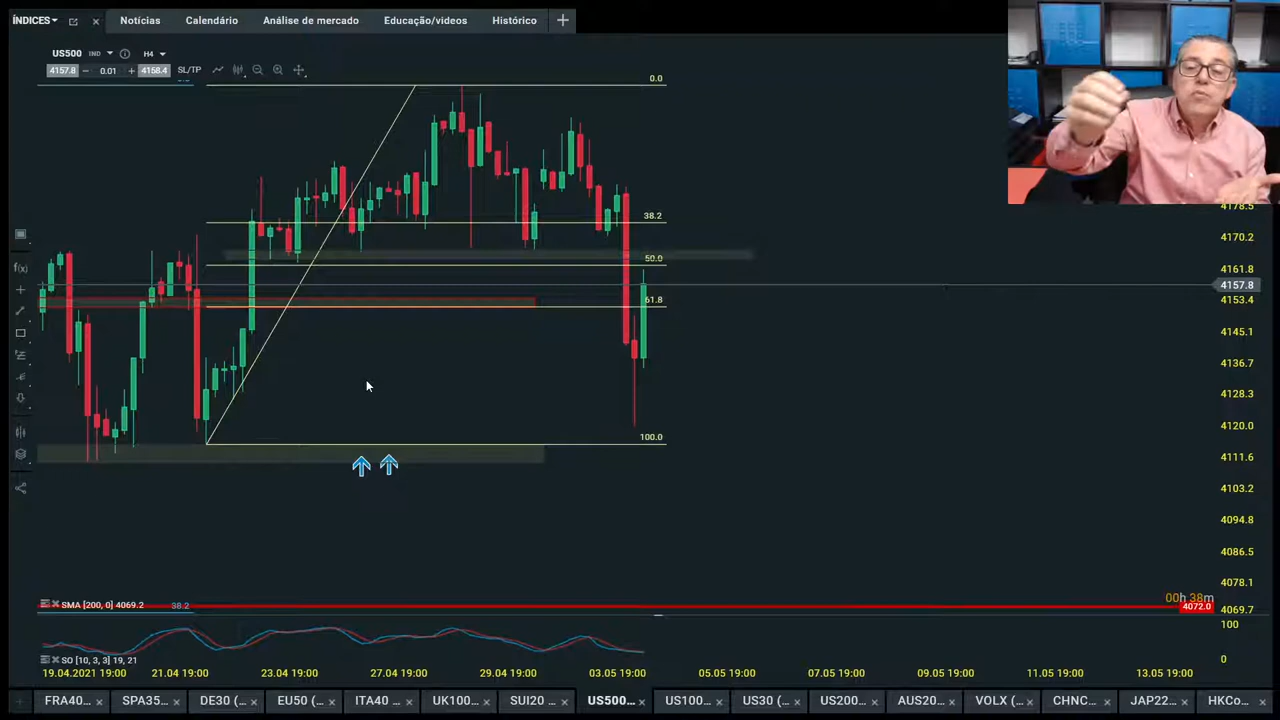 ÍNDICES Notícias Calendário Análise de mercado Educação/videos Histórico +
US500 IND H4
4157.8 − 0.01 + 4158.4 SL/TP
0.0
38.2
50.0
61.8
100.0
4178.5
4170.2
4161.8
4157.8
4153.4
4145.1
4136.7
4128.3
4120.0
4111.6
4103.2
4094.8
4086.5
4078.1
00h 38m
4072.0
4069.7
SMA [200, 0] 4069.2 38.2
100
SO [10, 3, 3] 19, 21
0
19.04.2021 19:00 21.04 19:00 23.04 19:00 27.04 19:00 29.04 19:00 03.05 19:00 05.05 19:00 07.05 19:00 09.05 19:00 11.05 19:00 13.05 19:00
FRA40... SPA35... DE30 (... EU50 (... ITA40 ... UK100... SUI20 ... US500... US100... US30 (... US200... AUS20... VOLX (... CHNC... JAP22... HKCo...